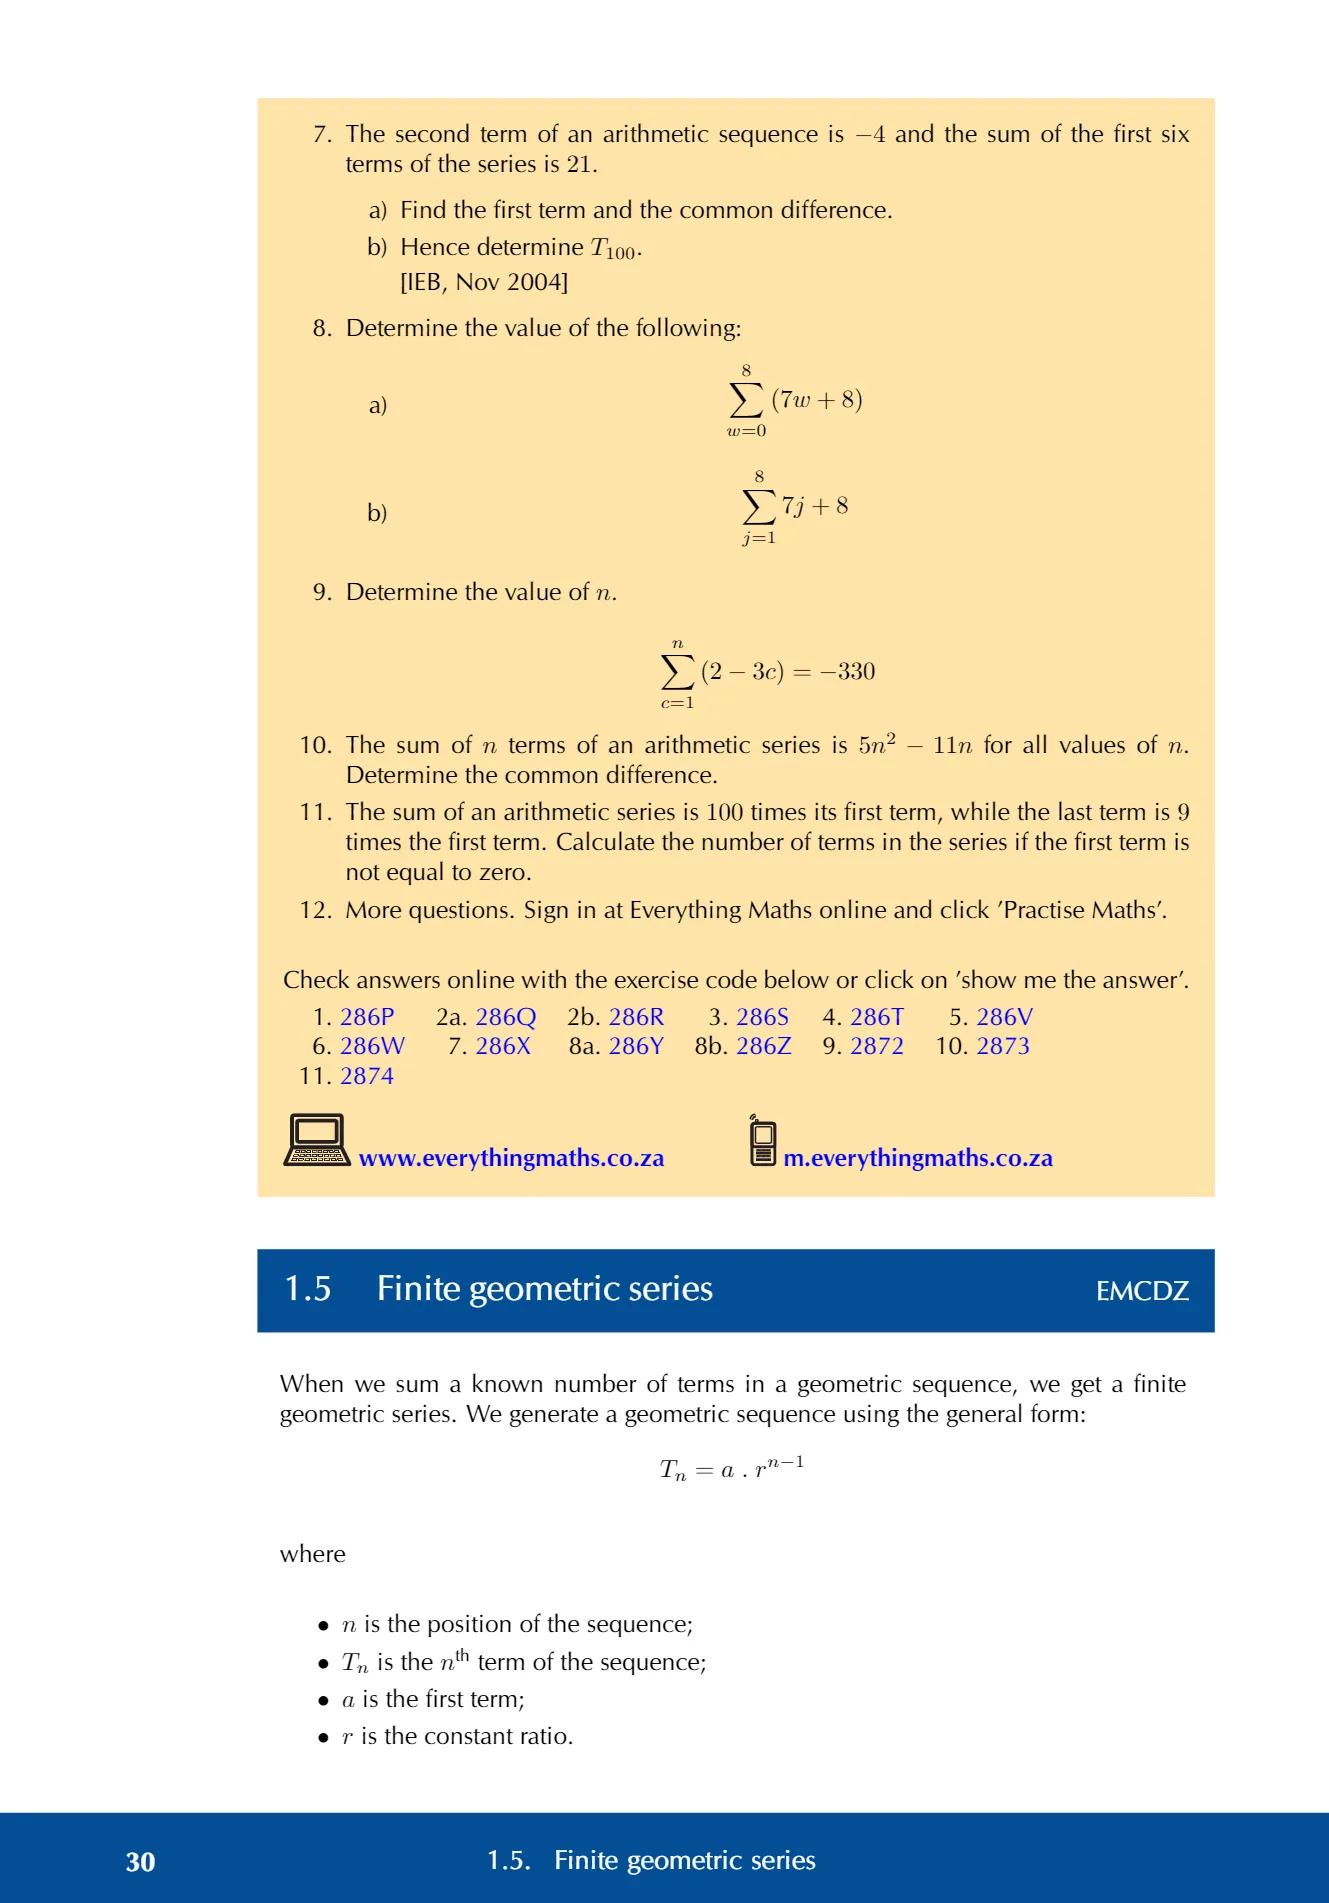 7. The second term of an arithmetic sequence is −4 and the sum of the first six
terms of the series is 21.
a) Find the first term and the common difference.
b) Hence determine T₁₀₀.
[IEB, Nov 2004]
8. Determine the value of the following:
a) ∑_{w=0}^{8} (7w + 8)
b) ∑_{j=1}^{8} 7j + 8
9. Determine the value of n.
∑_{c=1}^{n} (2 − 3c) = −330
10. The sum of n terms of an arithmetic series is 5n² − 11n for all values of n.
Determine the common difference.
11. The sum of an arithmetic series is 100 times its first term, while the last term is 9
times the first term. Calculate the number of terms in the series if the first term is
not equal to zero.
12. More questions. Sign in at Everything Maths online and click ’Practise Maths’.
Check answers online with the exercise code below or click on ’show me the answer’.
1. 286P 2a. 286Q 2b. 286R 3. 286S 4. 286T 5. 286V
6. 286W 7. 286X 8a. 286Y 8b. 286Z 9. 2872 10. 2873
11. 2874
www.everythingmaths.co.za m.everythingmaths.co.za
1.5 Finite geometric series EMCDZ
When we sum a known number of terms in a geometric sequence, we get a finite
geometric series. We generate a geometric sequence using the general form:
Tₙ = a . rⁿ⁻¹
where
• n is the position of the sequence;
• Tₙ is the nᵗʰ term of the sequence;
• a is the first term;
• r is the constant ratio.
30 1.5. Finite geometric series